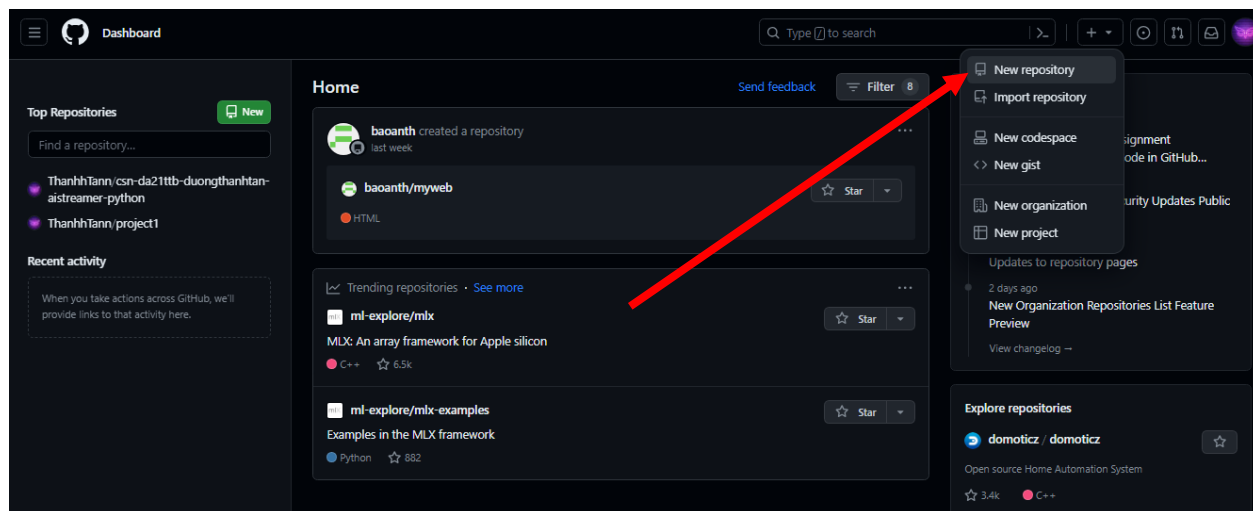 Dashboard
Type / to search
Top Repositories
New
Find a repository...
ThanhhTann/csn-da21ttb-duongthanhtan-
aistreamer-python
ThanhhTann/project1
Recent activity
When you take actions across GitHub, we'll
provide links to that activity here.
Home
Send feedback
Filter 8
baoanth created a repository
last week
baoanth/myweb
Star
HTML
Trending repositories · See more
ml-explore/mlx
Star
MLX: An array framework for Apple silicon
C++ 6.5k
ml-explore/mlx-examples
Star
Examples in the MLX framework
Python 882
New repository
Import repository
New codespace
New gist
New organization
New project
ode in GitHub...
urity Updates Public
Updates to repository pages
2 days ago
New Organization Repositories List Feature
Preview
View changelog →
Explore repositories
domoticz / domoticz
Open source Home Automation System
3.4k C++